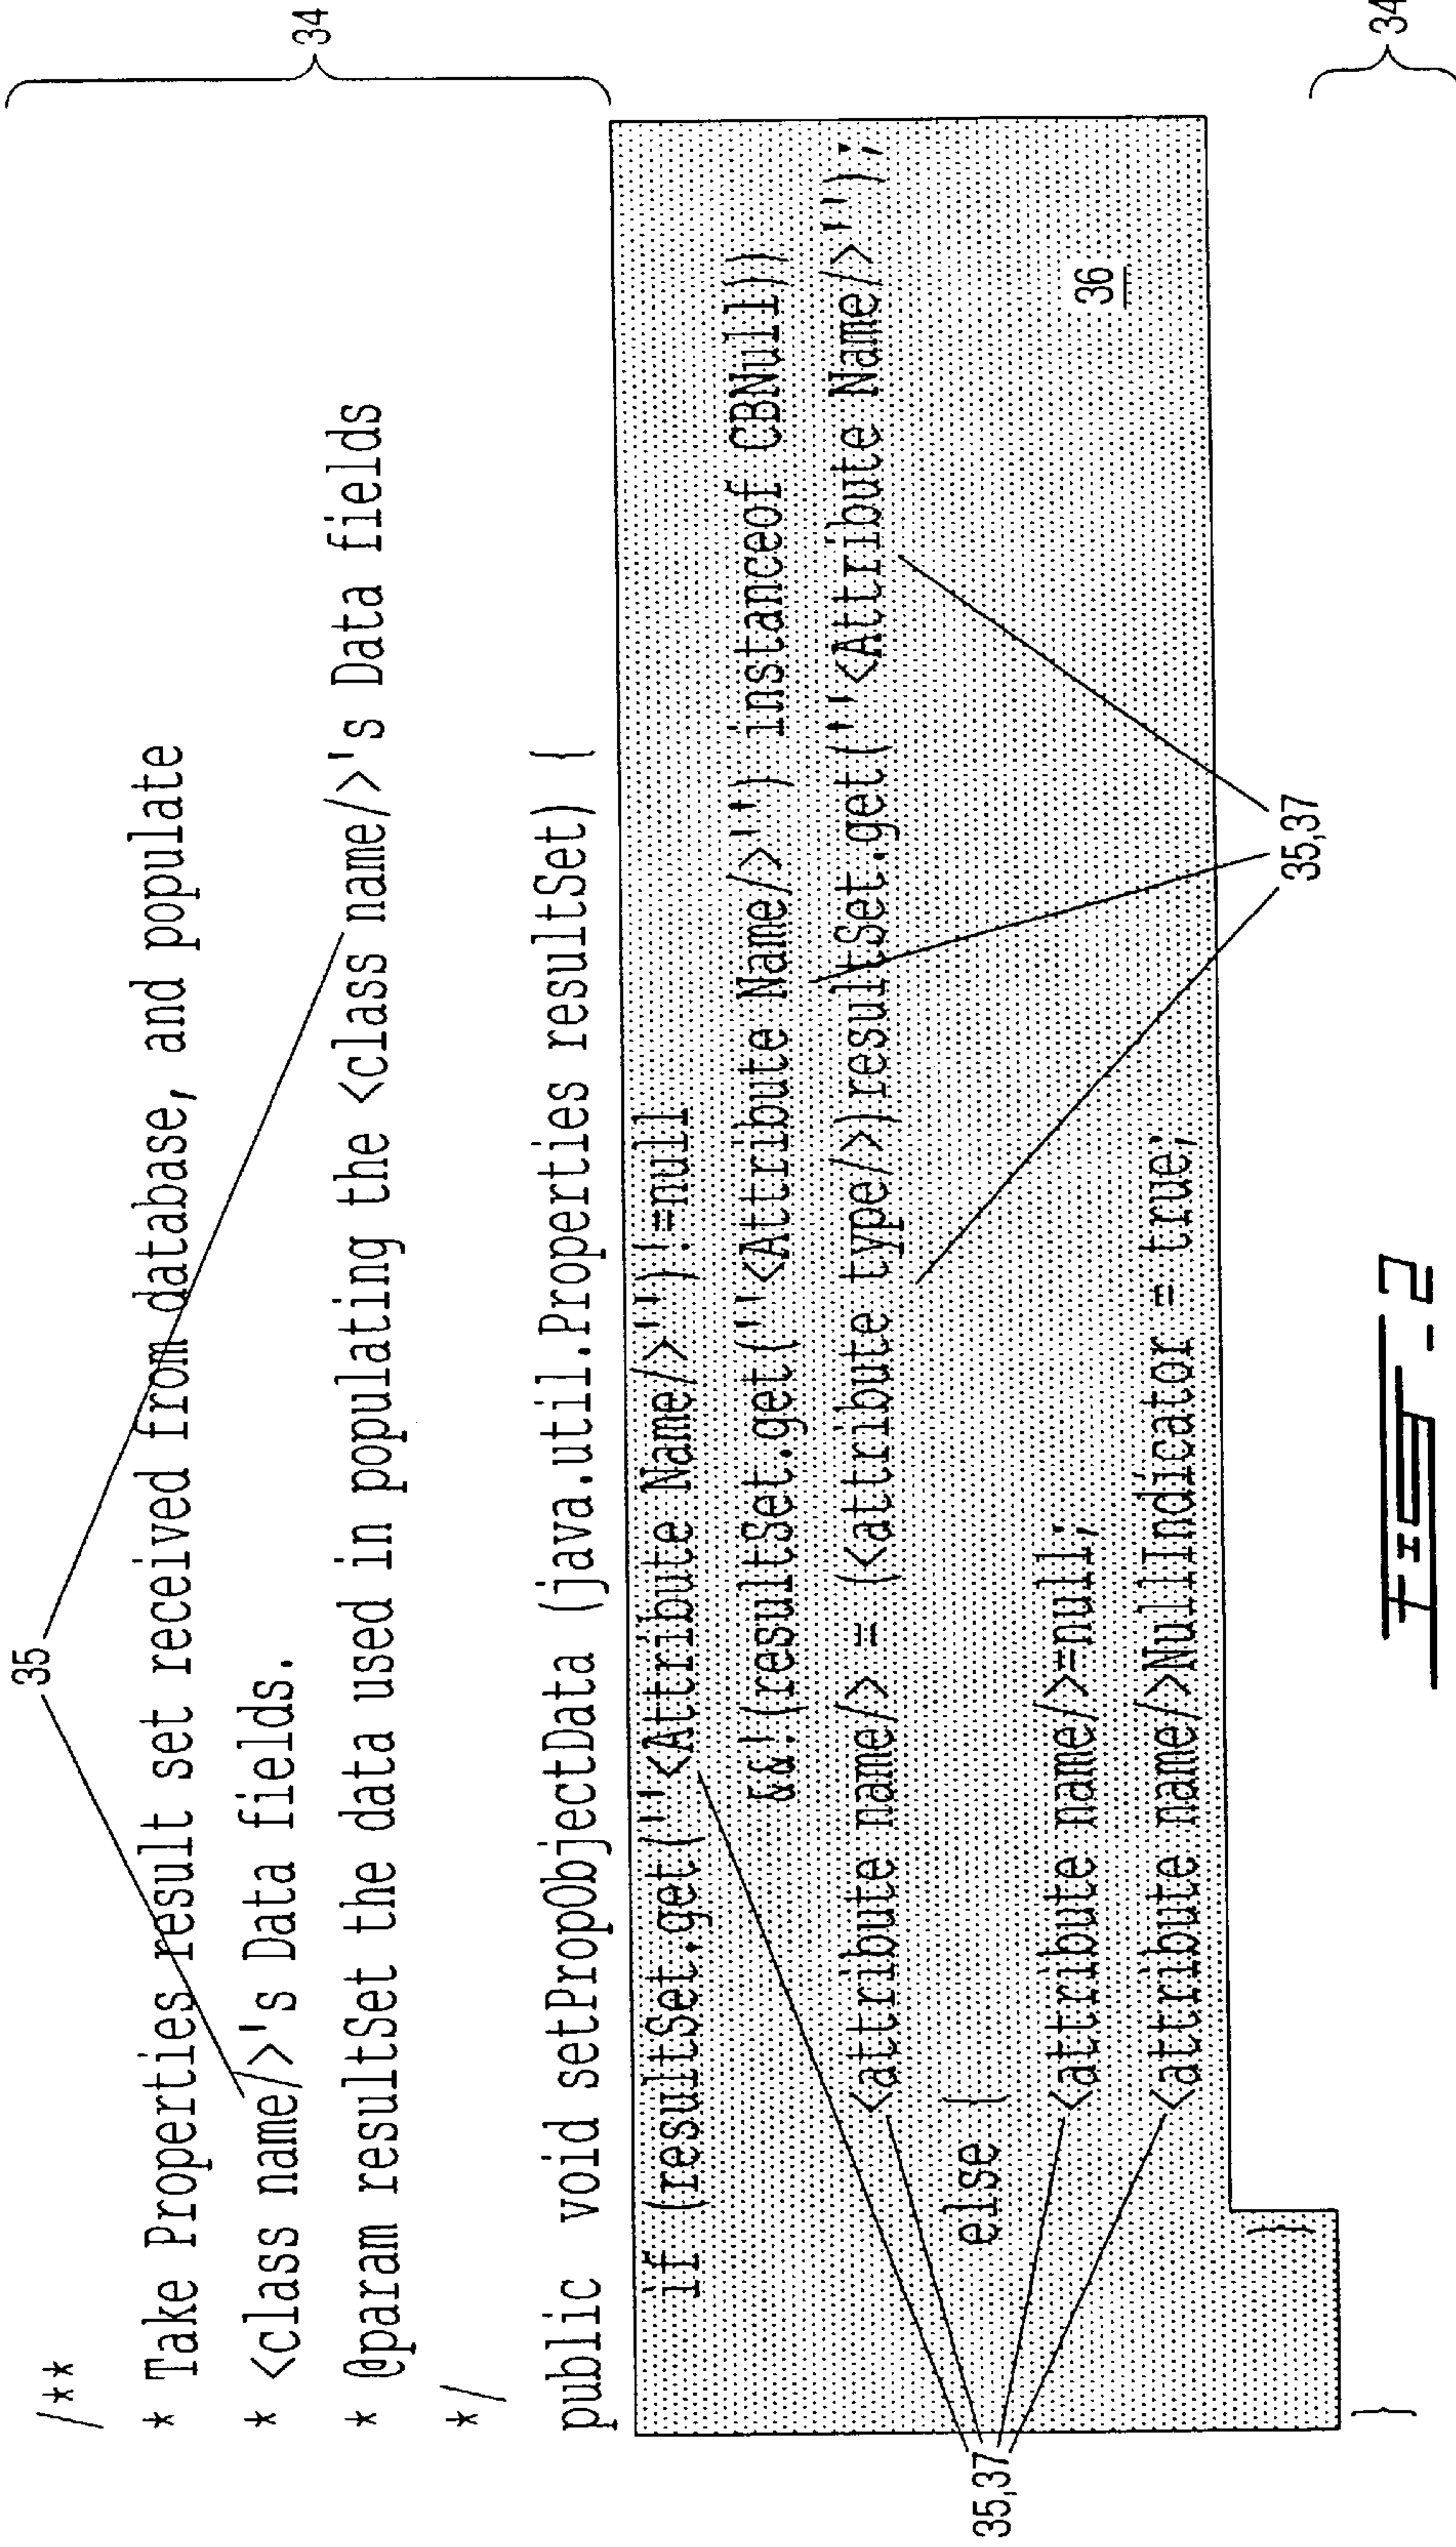 35
/**
* Take Properties result set received from database, and populate
* <class name/>'s Data fields.
* @param resultSet the data used in populating the <class name/>'s Data fields
*/
34
public void setPropObjectData (java.util.Properties resultSet) {
if (resultSet.get(''<Attribute Name/>'')!=null
&&!(resultSet.get(''<Attribute Name/>'') instanceof CBNull))
<attribute name/> = (<attribute type/>)resultSet.get(''<Attribute Name/>'');
else {
<attribute name/>=null;
<attribute name/>NullIndicator = true;
}
36
35,37
35,37
}
34
Fig-2